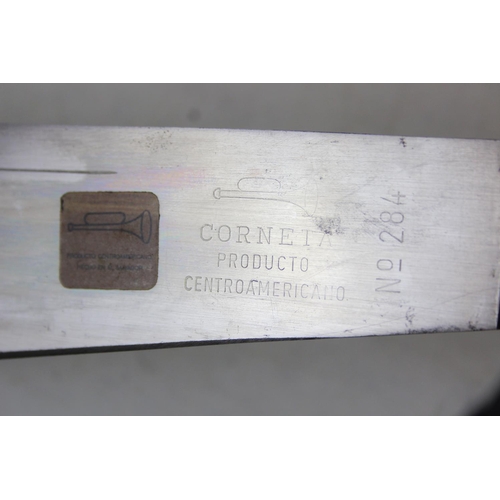 CORNETA
PRODUCTO
CENTROAMERICANO
Nº 284